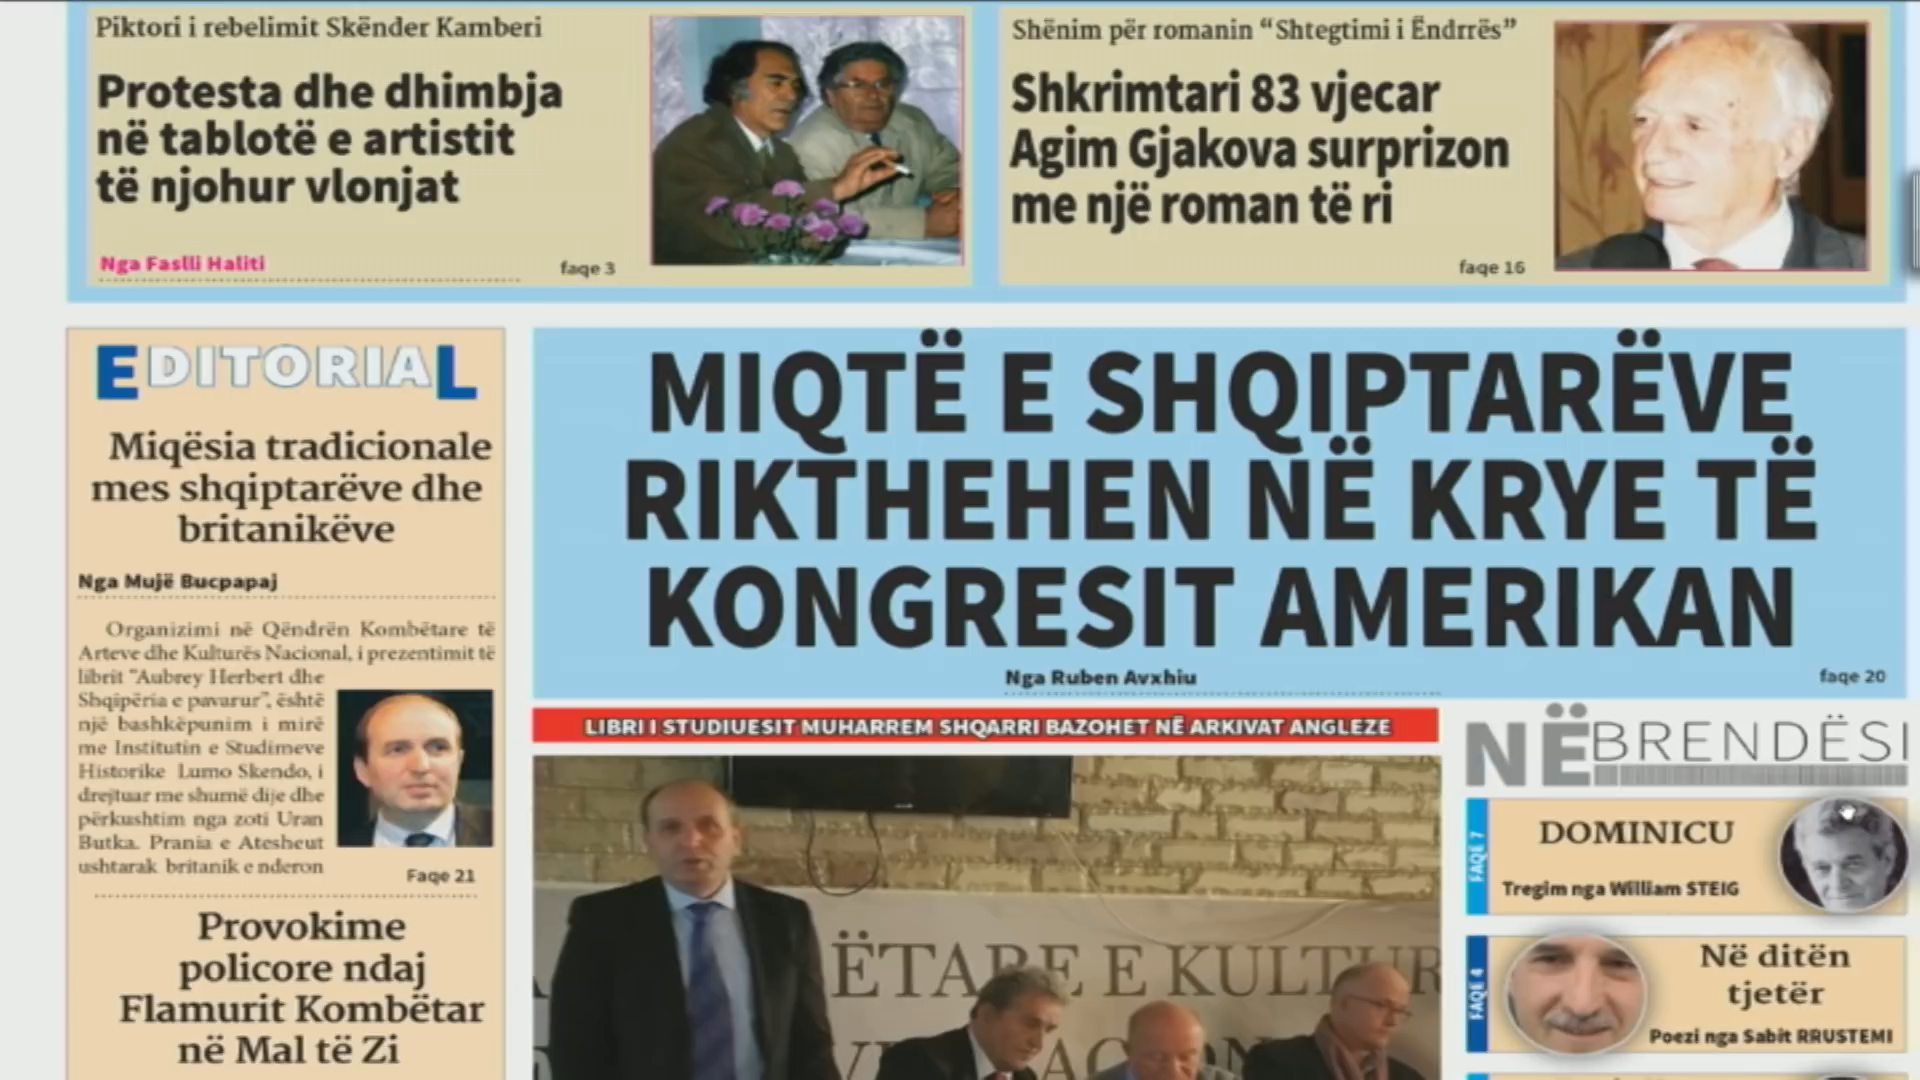 Piktori i rebelimit Skënder Kamberi
Protesta dhe dhimbja
në tablotë e artistit
të njohur vlonjat
Nga Faslli Haliti
faqe 3
Shënim për romanin “Shtegtimi i Ëndrrës”
Shkrimtari 83 vjecar
Agim Gjakova surprizon
me një roman të ri
faqe 16
EDITORIAL
Miqësia tradicionale
mes shqiptarëve dhe
britanikëve
Nga Mujë Bucpapaj
Organizimi në Qëndrën Kombëtare të
Arteve dhe Kulturës Nacional, i prezentimit të
librit “Aubrey Herbert dhe
Shqipëria e pavarur”, është
një bashkëpunim i mirë
me Institutin e Studimeve
Historike Lumo Skendo, i
drejtuar me shumë dije dhe
përkushtim nga zoti Uran
Butka. Prania e Atesheut
ushtarak britanik e nderon
Faqe 21
Provokime
policore ndaj
Flamurit Kombëtar
në Mal të Zi
MIQTË E SHQIPTARËVE
RIKTHEHEN NË KRYE TË
KONGRESIT AMERIKAN
Nga Ruben Avxhiu
faqe 20
LIBRI I STUDIUESIT MUHARREM SHQARRI BAZOHET NË ARKIVAT ANGLEZE
ËTARE E KULTUR
NËBRENDËSI
FAQE 7
DOMINICU
Tregim nga William STEIG
FAQE 4
Në ditën
tjetër
Poezi nga Sabit RRUSTEMI